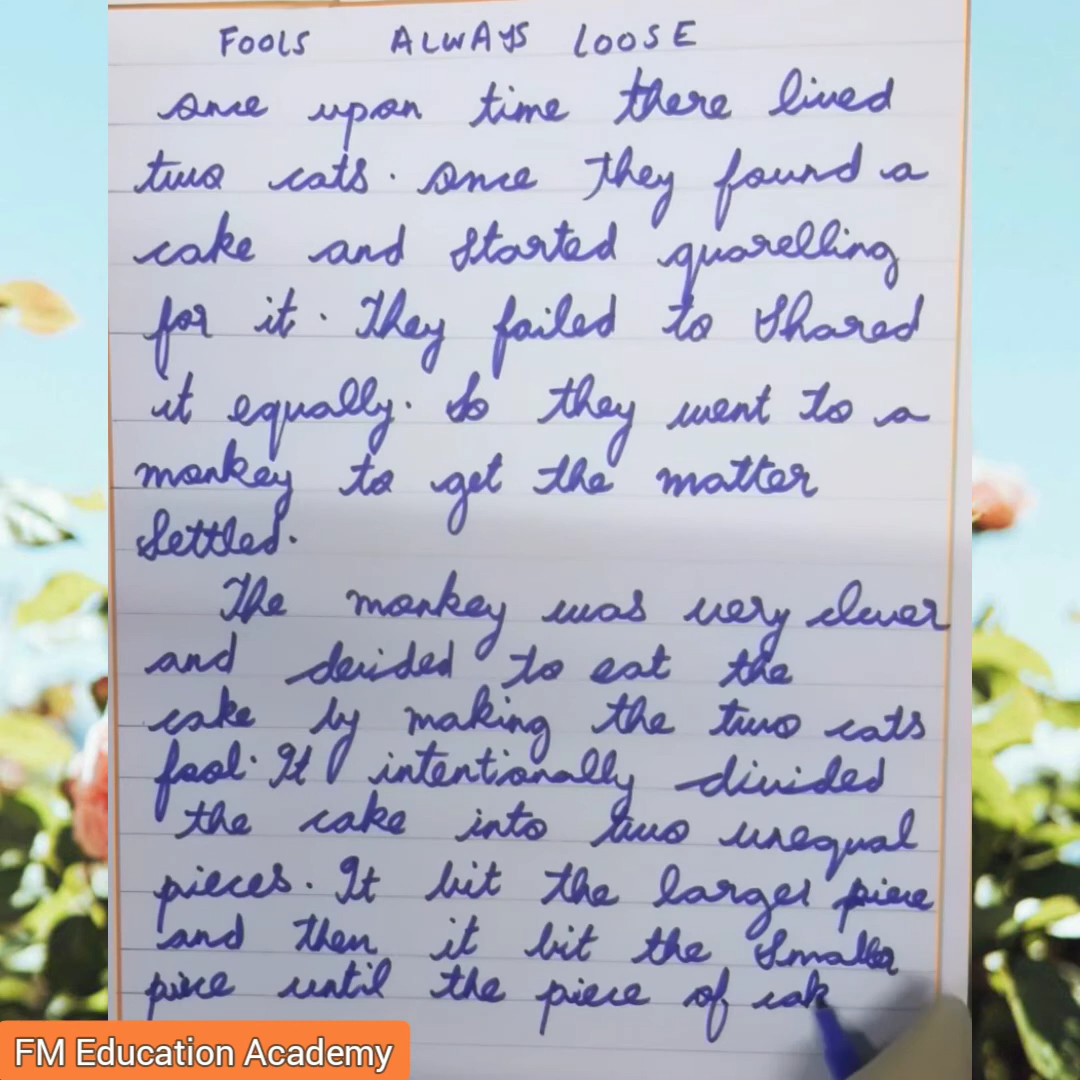 FOOLS ALWAYS LOOSE
once upon time there lived
two cats. once they found a
cake and started quarelling
for it. They failed to shared
it equally. So they went to a
monkey to get the matter
settled.
The monkey was very clever
and decided to eat the
cake by making the two cats
fool. It intentionally divided
the cake into two unequal
pieces. It bit the larger piece
and then it bit the smaller
piece until the piece of cak
FM Education Academy